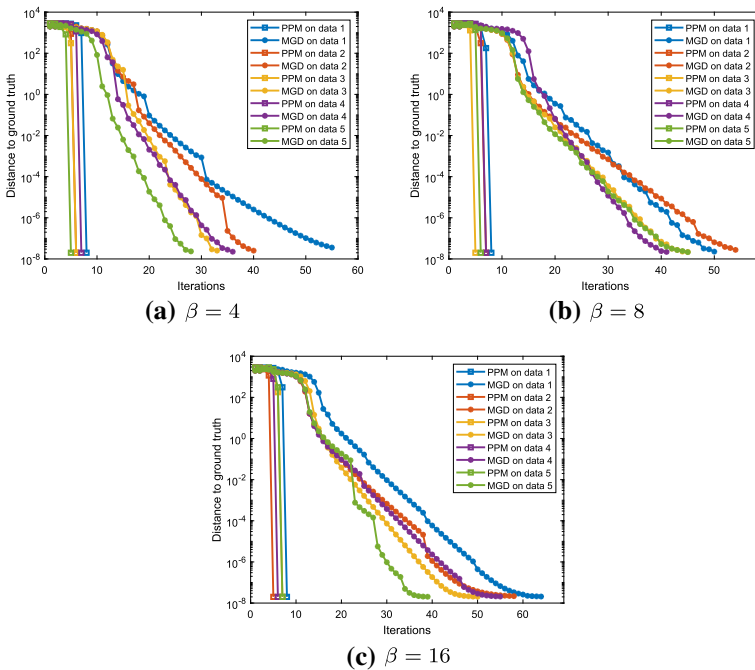 10^4
10^2
10^0
10^-2
10^-4
10^-6
10^-8
Distance to ground truth
0 10 20 30 40 50 60
Iterations
PPM on data 1
MGD on data 1
PPM on data 2
MGD on data 2
PPM on data 3
MGD on data 3
PPM on data 4
MGD on data 4
PPM on data 5
MGD on data 5
(a) β = 4
10^4
10^2
10^0
10^-2
10^-4
10^-6
10^-8
Distance to ground truth
0 10 20 30 40 50
Iterations
PPM on data 1
MGD on data 1
PPM on data 2
MGD on data 2
PPM on data 3
MGD on data 3
PPM on data 4
MGD on data 4
PPM on data 5
MGD on data 5
(b) β = 8
10^4
10^2
10^0
10^-2
10^-4
10^-6
10^-8
Distance to ground truth
0 10 20 30 40 50 60
Iterations
PPM on data 1
MGD on data 1
PPM on data 2
MGD on data 2
PPM on data 3
MGD on data 3
PPM on data 4
MGD on data 4
PPM on data 5
MGD on data 5
(c) β = 16